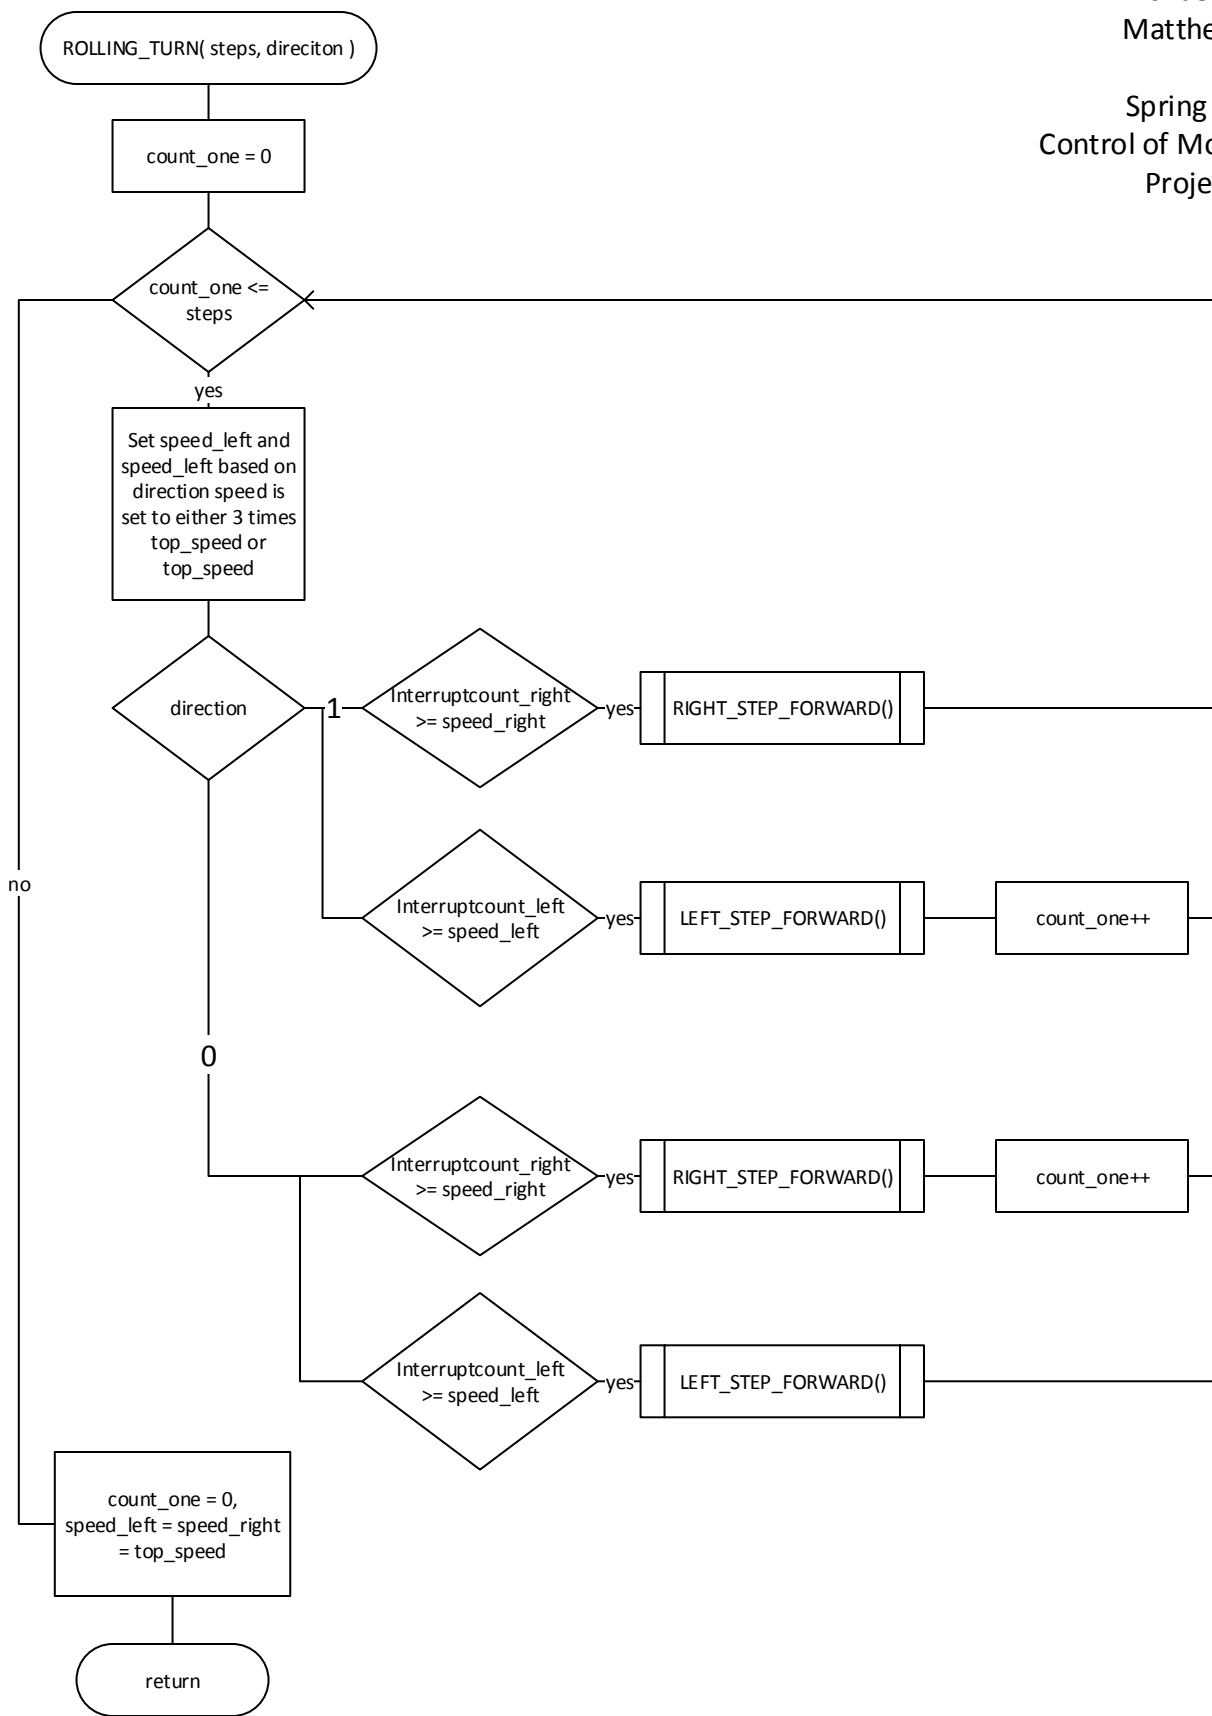 ROLLING_TURN( steps, direciton )
Matthe
Spring
Control of Mo
Proje
count_one = 0
count_one <=
steps
yes
Set speed_left and
speed_left based on
direction speed is
set to either 3 times
top_speed or
top_speed
direction
1
Interruptcount_right
>= speed_right
yes
RIGHT_STEP_FORWARD()
no
Interruptcount_left
>= speed_left
yes
LEFT_STEP_FORWARD()
count_one++
0
Interruptcount_right
>= speed_right
yes
RIGHT_STEP_FORWARD()
count_one++
Interruptcount_left
>= speed_left
yes
LEFT_STEP_FORWARD()
count_one = 0,
speed_left = speed_right
= top_speed
return